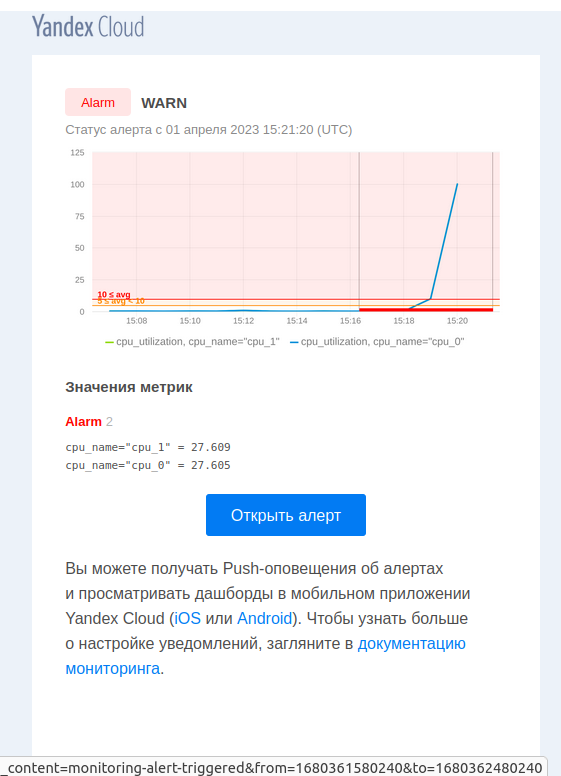 Yandex Cloud
Alarm WARN
Статус алерта с 01 апреля 2023 15:21:20 (UTC)
125
100
75
50
25
10 ≤ avg
5 ≤ avg < 10
0
15:08 15:10 15:12 15:14 15:16 15:18 15:20
cpu_utilization, cpu_name="cpu_1" cpu_utilization, cpu_name="cpu_0"
Значения метрик
Alarm 2
cpu_name="cpu_1" = 27.609
cpu_name="cpu_0" = 27.605
Открыть алерт
Вы можете получать Push-оповещения об алертах
и просматривать дашборды в мобильном приложении
Yandex Cloud (iOS или Android). Чтобы узнать больше
о настройке уведомлений, загляните в документацию
мониторинга.
_content=monitoring-alert-triggered&from=1680361580240&to=1680362480240